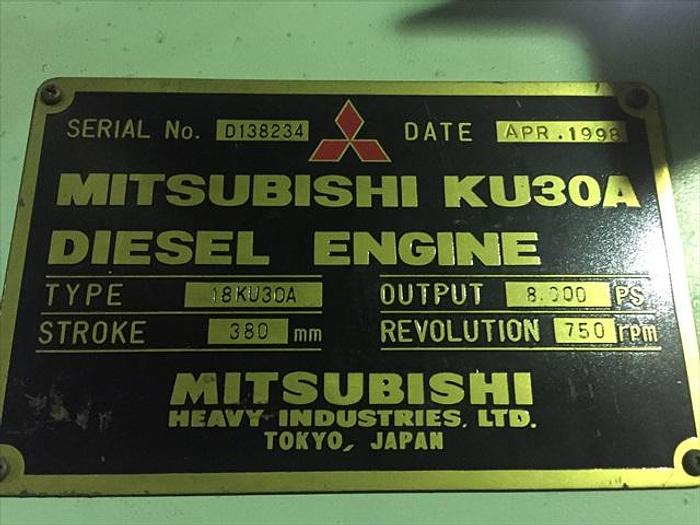 SERIAL No. D138234 DATE APR.1998
MITSUBISHI KU30A
DIESEL ENGINE
TYPE 18KU30A OUTPUT 8.000 PS
STROKE 380 mm REVOLUTION 750 rpm
MITSUBISHI
HEAVY INDUSTRIES, LTD.
TOKYO, JAPAN